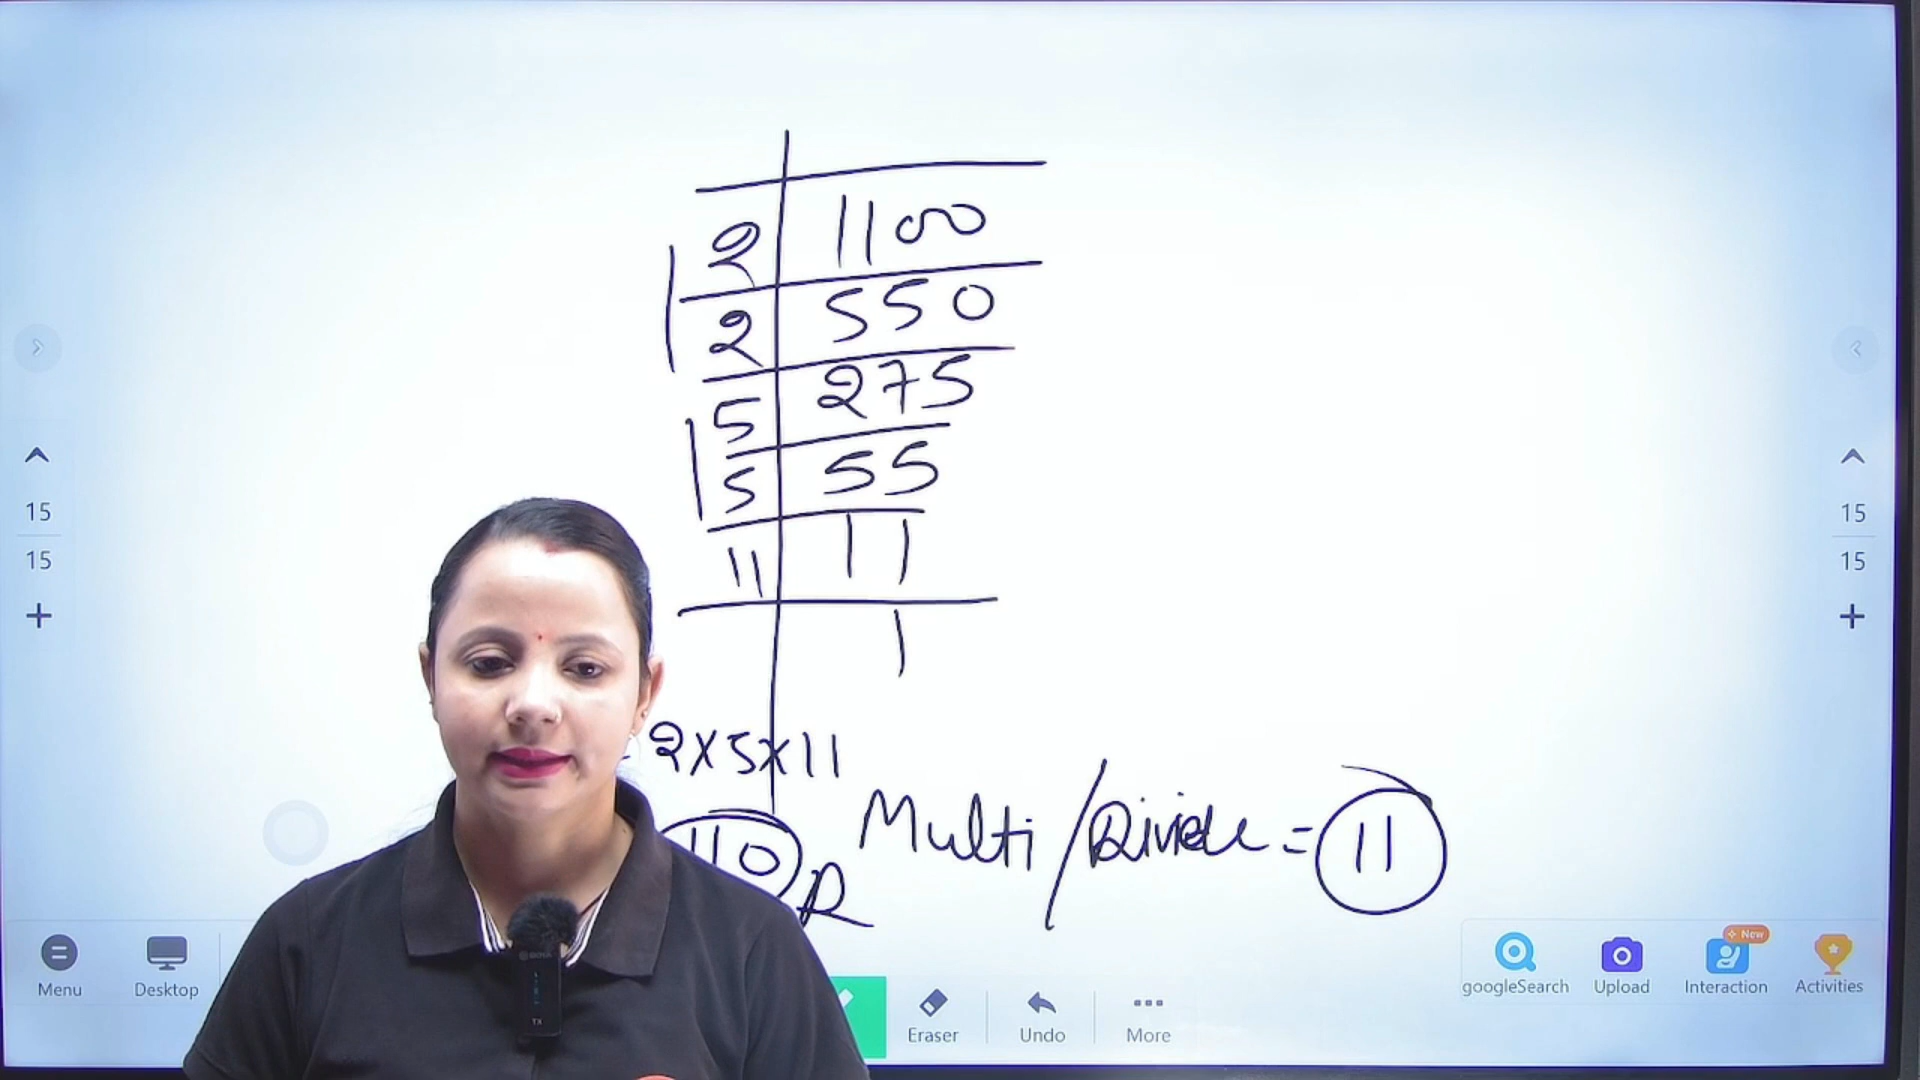 2 1100
2 550
5 275
5 55
11 11
1
2x5x11
110
Multi / Divide = 11
15
15
15
15
Menu
Desktop
Eraser
Undo
More
googleSearch
Upload
New
Interaction
Activities
TX